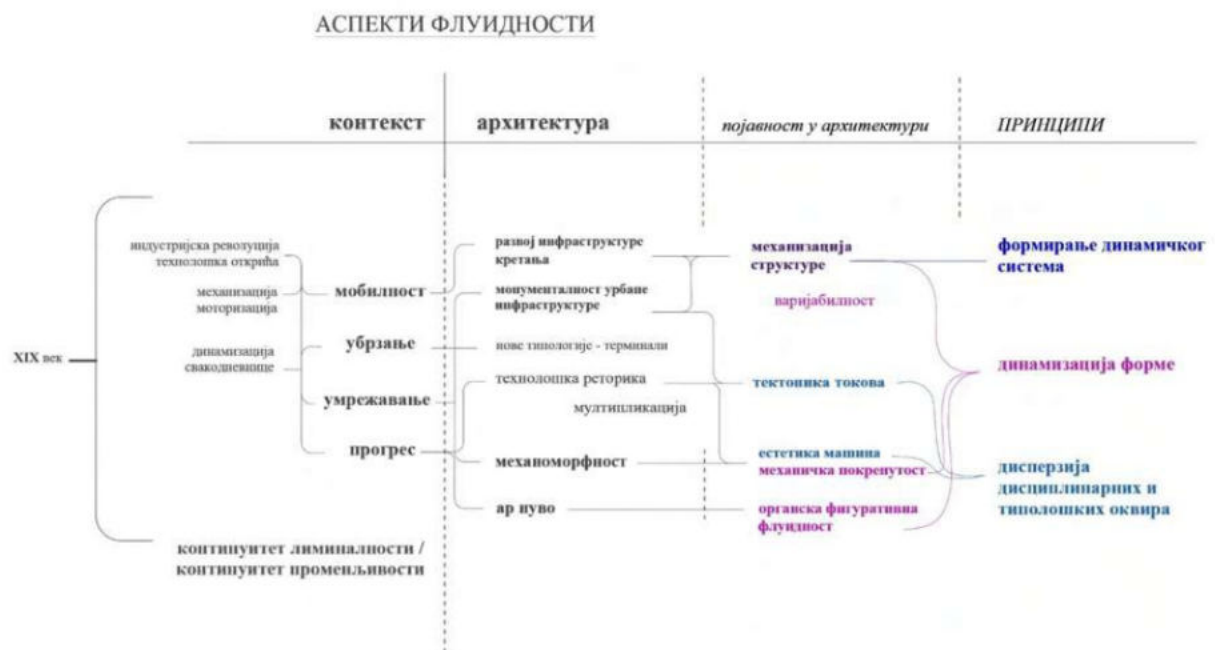 АСПЕКТИ ФЛУИДНОСТИ
контекст
архитектура
појавност у архитектури
ПРИНЦИПИ
XIX век
индустријска револуција
технолошка открића
механизација
моторизација
динамизација
свакодневнице
мобилност
убрзање
умрежавање
прогрес
континуитет лиминалности /
континуитет променљивости
развој инфраструктуре
кретања
монументалност урбане
инфраструктуре
нове типологије - терминали
технолошка реторика
мултипликација
механоморфност
ар нуво
механизација
структуре
варијабилност
тектоника токова
естетика машина
механичка покренутост
органска фигуративна
флуидност
формирање динамичког
система
динамизација форме
дисперзија
дисциплинарних и
типолошких оквира